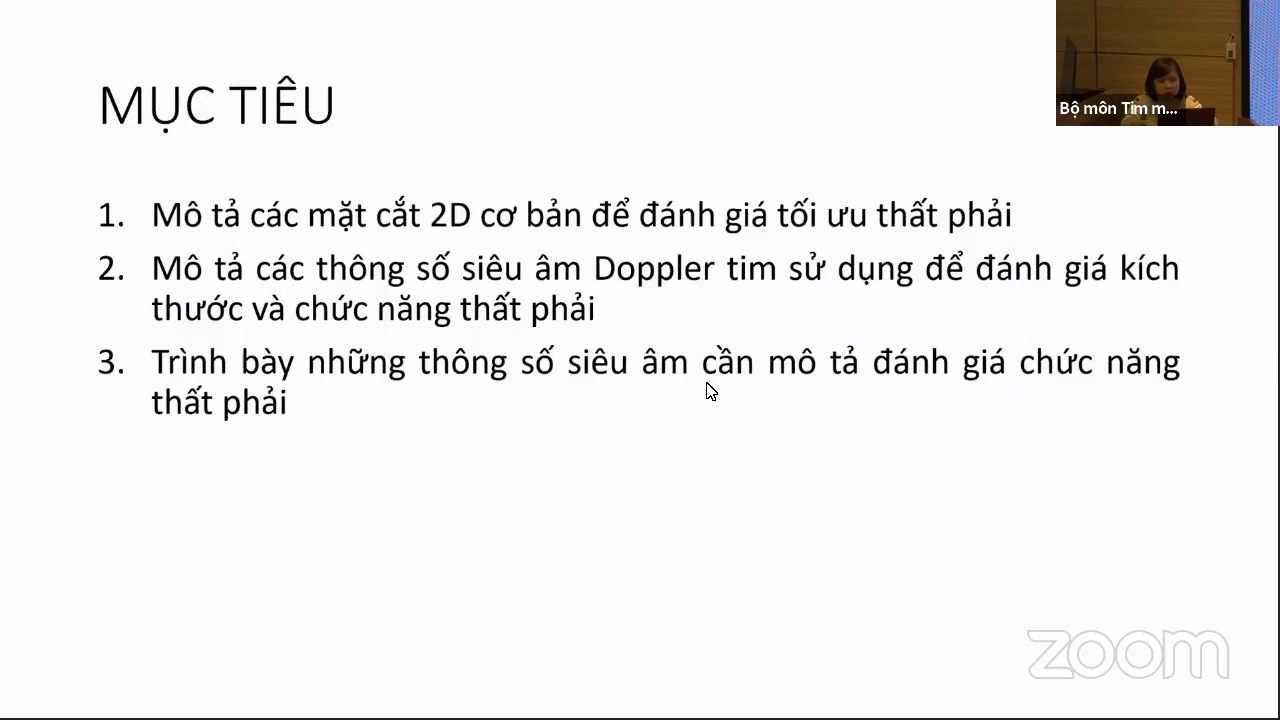 Bộ môn Tim m...
MỤC TIÊU
1. Mô tả các mặt cắt 2D cơ bản để đánh giá tối ưu thất phải
2. Mô tả các thông số siêu âm Doppler tim sử dụng để đánh giá kích
thước và chức năng thất phải
3. Trình bày những thông số siêu âm cần mô tả đánh giá chức năng
thất phải
zoom